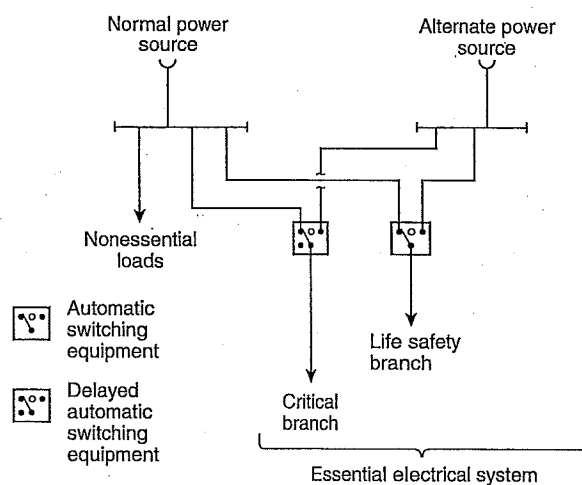 Normal power
source
Alternate power
source
Nonessential
loads
Automatic
switching
equipment
Life safety
branch
Delayed
automatic
switching
equipment
Critical
branch
Essential electrical system